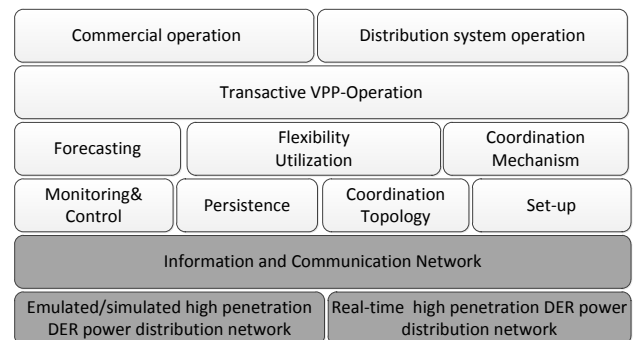 Commercial operation
Distribution system operation
Transactive VPP-Operation
Forecasting
Flexibility
Utilization
Coordination
Mechanism
Monitoring&
Control
Persistence
Coordination
Topology
Set-up
Information and Communication Network
Emulated/simulated high penetration
DER power distribution network
Real-time high penetration DER power
distribution network